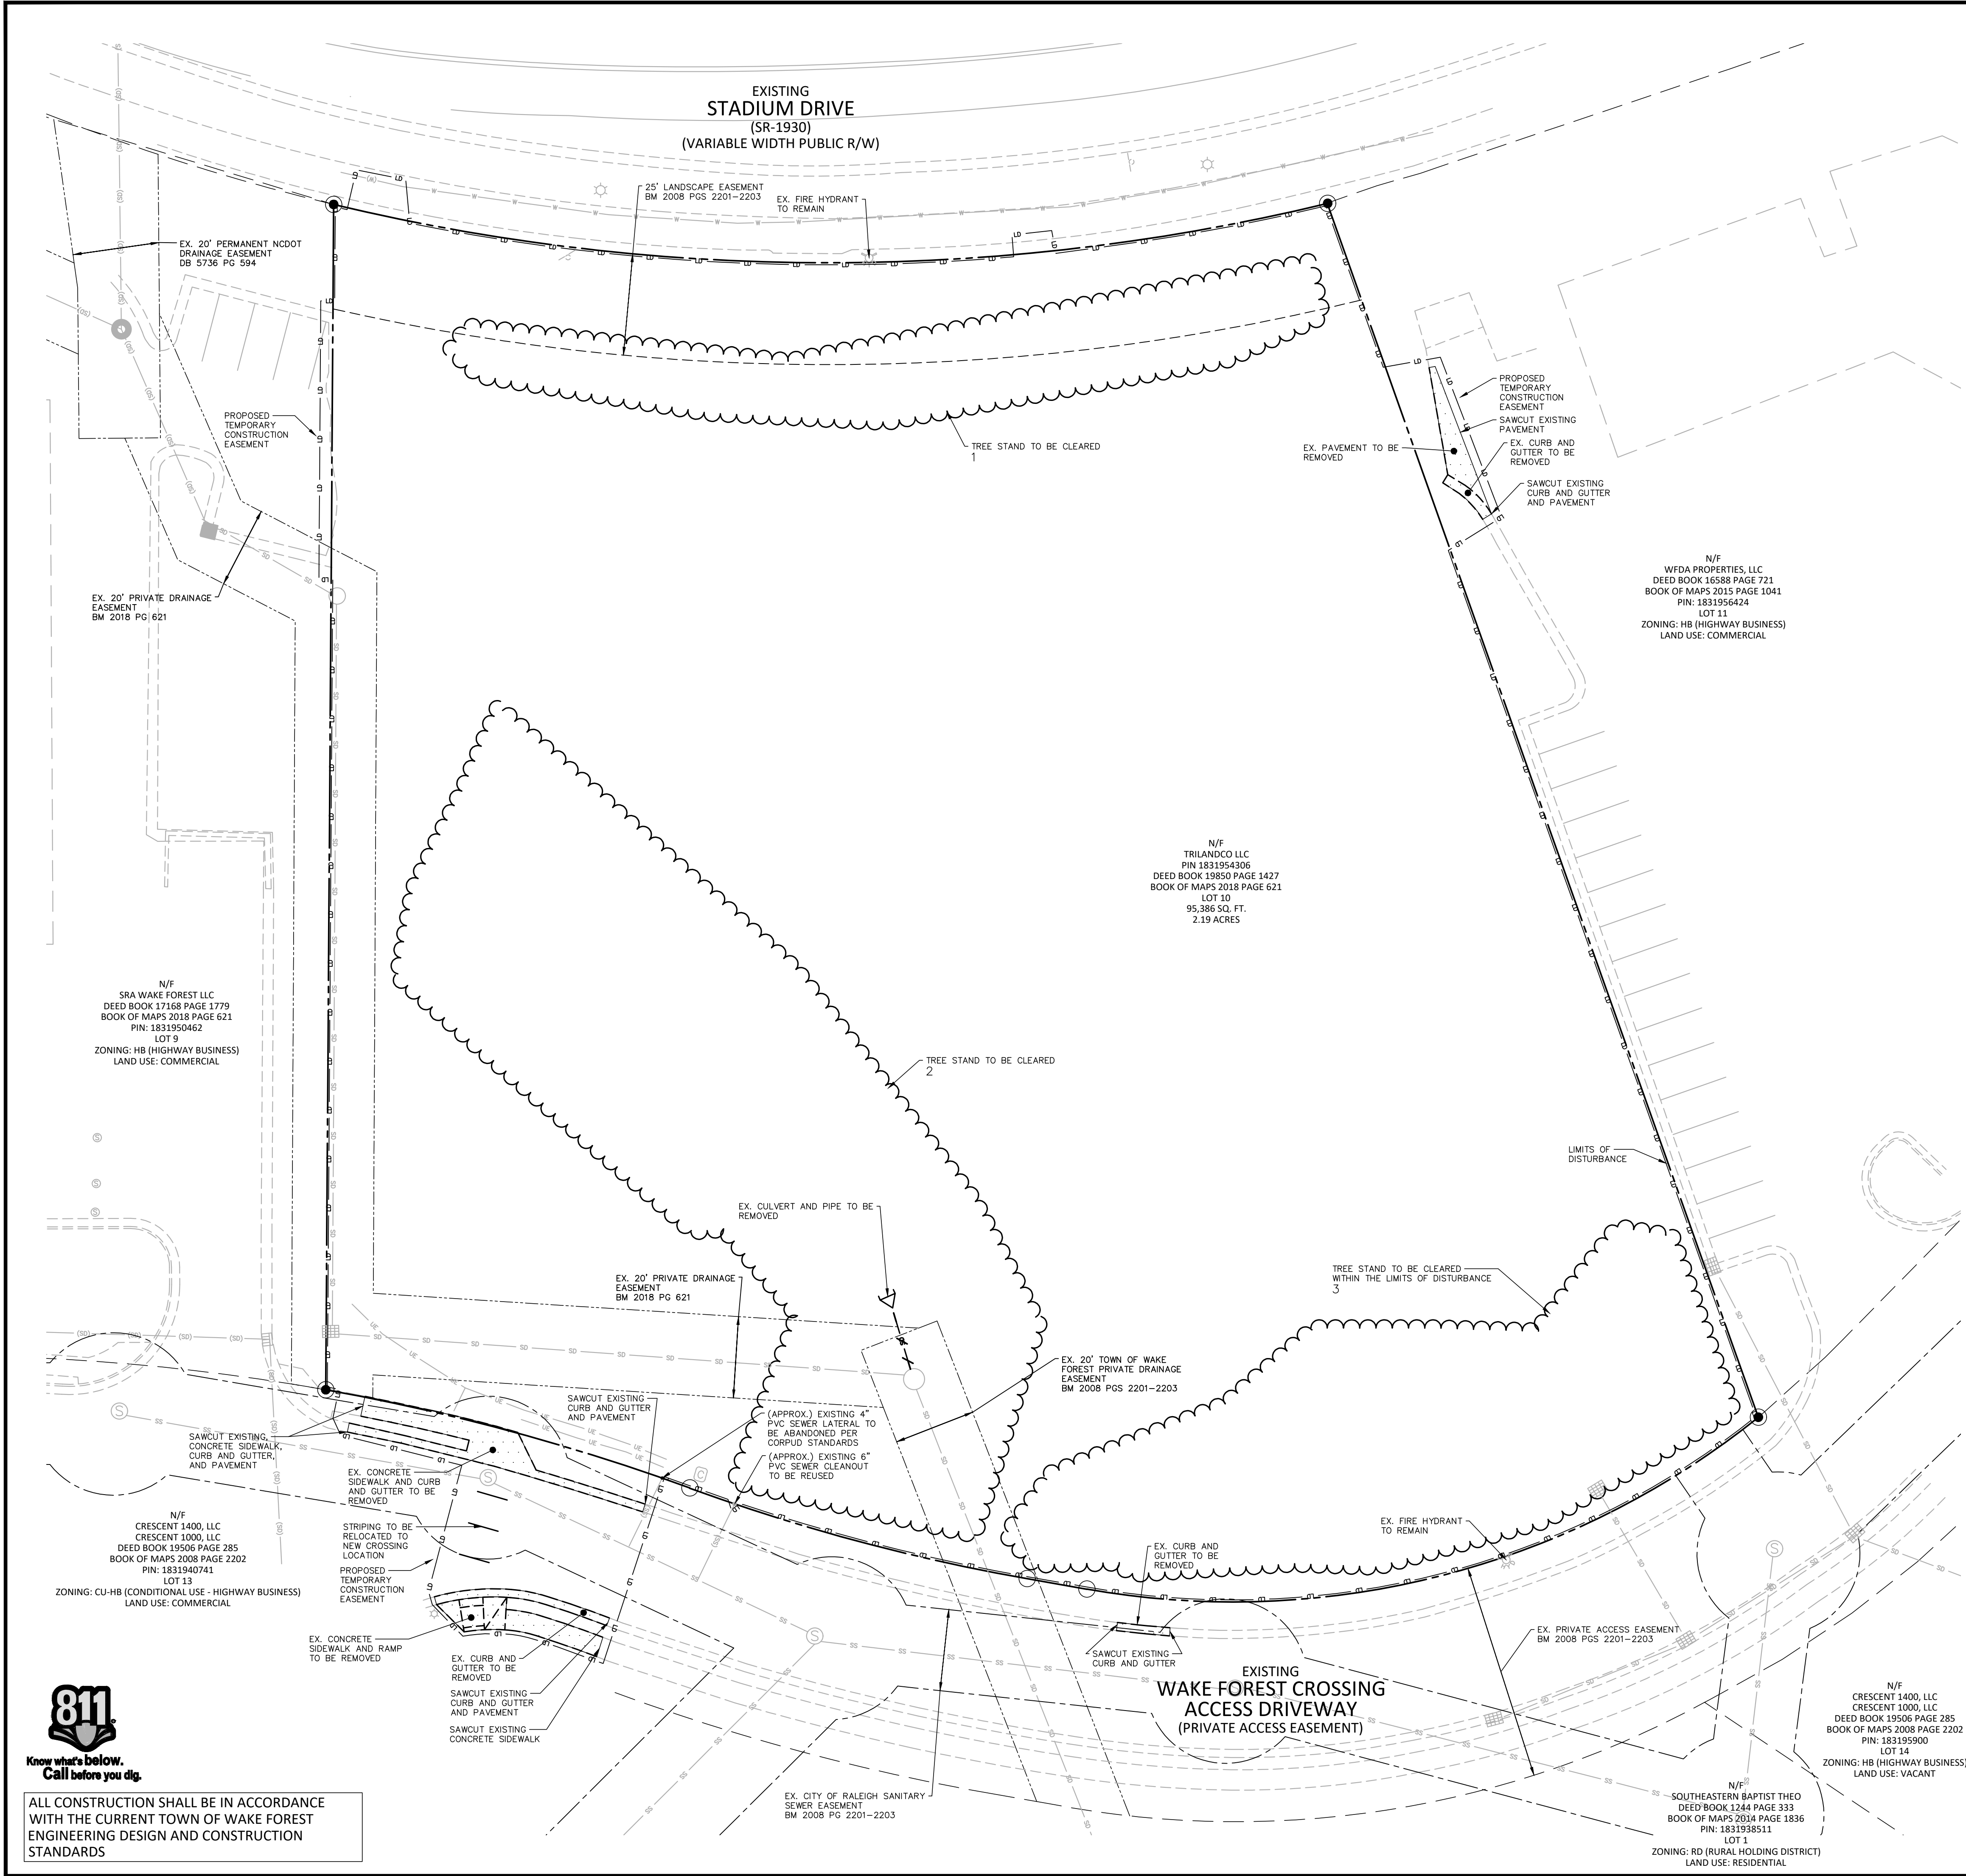 EXISTING
STADIUM DRIVE
(SR-1930)
(VARIABLE WIDTH PUBLIC R/W)
25' LANDSCAPE EASEMENT
BM 2008 PGS 2201-2203
EX. FIRE HYDRANT
TO REMAIN
EX. 20' PERMANENT NCDOT
DRAINAGE EASEMENT
DB 5736 PG 594
PROPOSED
TEMPORARY
CONSTRUCTION
EASEMENT
TREE STAND TO BE CLEARED
1
PROPOSED
TEMPORARY
CONSTRUCTION
EASEMENT
SAWCUT EXISTING
PAVEMENT
EX. PAVEMENT TO BE
REMOVED
EX. CURB AND
GUTTER TO BE
REMOVED
SAWCUT EXISTING
CURB AND GUTTER
AND PAVEMENT
EX. 20' PRIVATE DRAINAGE
EASEMENT
BM 2018 PG 621
N/F
WFDA PROPERTIES, LLC
DEED BOOK 16588 PAGE 721
BOOK OF MAPS 2015 PAGE 1041
PIN: 1831956424
LOT 11
ZONING: HB (HIGHWAY BUSINESS)
LAND USE: COMMERCIAL
N/F
TRILANDCO LLC
PIN 1831954306
DEED BOOK 19850 PAGE 1427
BOOK OF MAPS 2018 PAGE 621
LOT 10
95,386 SQ. FT.
2.19 ACRES
N/F
SRA WAKE FOREST LLC
DEED BOOK 17168 PAGE 1779
BOOK OF MAPS 2018 PAGE 621
PIN: 1831950462
LOT 9
ZONING: HB (HIGHWAY BUSINESS)
LAND USE: COMMERCIAL
TREE STAND TO BE CLEARED
2
LIMITS OF
DISTURBANCE
EX. CULVERT AND PIPE TO BE
REMOVED
EX. 20' PRIVATE DRAINAGE
EASEMENT
BM 2018 PG 621
TREE STAND TO BE CLEARED
WITHIN THE LIMITS OF DISTURBANCE
3
EX. 20' TOWN OF WAKE
FOREST PRIVATE DRAINAGE
EASEMENT
BM 2008 PGS 2201-2203
SAWCUT EXISTING
CURB AND GUTTER
AND PAVEMENT
(APPROX.) EXISTING 4"
PVC SEWER LATERAL TO
BE ABANDONED PER
CORPUD STANDARDS
(APPROX.) EXISTING 6"
PVC SEWER CLEANOUT
TO BE REUSED
SAWCUT EXISTING
CONCRETE SIDEWALK,
CURB AND GUTTER,
AND PAVEMENT
EX. CONCRETE
SIDEWALK AND CURB
AND GUTTER TO BE
REMOVED
N/F
CRESCENT 1400, LLC
CRESCENT 1000, LLC
DEED BOOK 19506 PAGE 285
BOOK OF MAPS 2008 PAGE 2202
PIN: 1831940741
LOT 13
ZONING: CU-HB (CONDITIONAL USE - HIGHWAY BUSINESS)
LAND USE: COMMERCIAL
STRIPING TO BE
RELOCATED TO
NEW CROSSING
LOCATION
PROPOSED
TEMPORARY
CONSTRUCTION
EASEMENT
EX. FIRE HYDRANT
TO REMAIN
EX. CURB AND
GUTTER TO BE
REMOVED
EX. CONCRETE
SIDEWALK AND RAMP
TO BE REMOVED
EX. CURB AND
GUTTER TO BE
REMOVED
SAWCUT EXISTING
CURB AND GUTTER
AND PAVEMENT
SAWCUT EXISTING
CONCRETE SIDEWALK
SAWCUT EXISTING
CURB AND GUTTER
EX. PRIVATE ACCESS EASEMENT
BM 2008 PGS 2201-2203
EXISTING
WAKE FOREST CROSSING
ACCESS DRIVEWAY
(PRIVATE ACCESS EASEMENT)
N/F
CRESCENT 1400, LLC
CRESCENT 1000, LLC
DEED BOOK 19506 PAGE 285
BOOK OF MAPS 2008 PAGE 2202
PIN: 183195900
LOT 14
ZONING: HB (HIGHWAY BUSINESS)
LAND USE: VACANT
EX. CITY OF RALEIGH SANITARY
SEWER EASEMENT
BM 2008 PG 2201-2203
N/F
SOUTHEASTERN BAPTIST THEO
DEED BOOK 1244 PAGE 333
BOOK OF MAPS 2014 PAGE 1836
PIN: 1831938511
LOT 1
ZONING: RD (RURAL HOLDING DISTRICT)
LAND USE: RESIDENTIAL
811
Know what's below.
Call before you dig.
ALL CONSTRUCTION SHALL BE IN ACCORDANCE
WITH THE CURRENT TOWN OF WAKE FOREST
ENGINEERING DESIGN AND CONSTRUCTION
STANDARDS